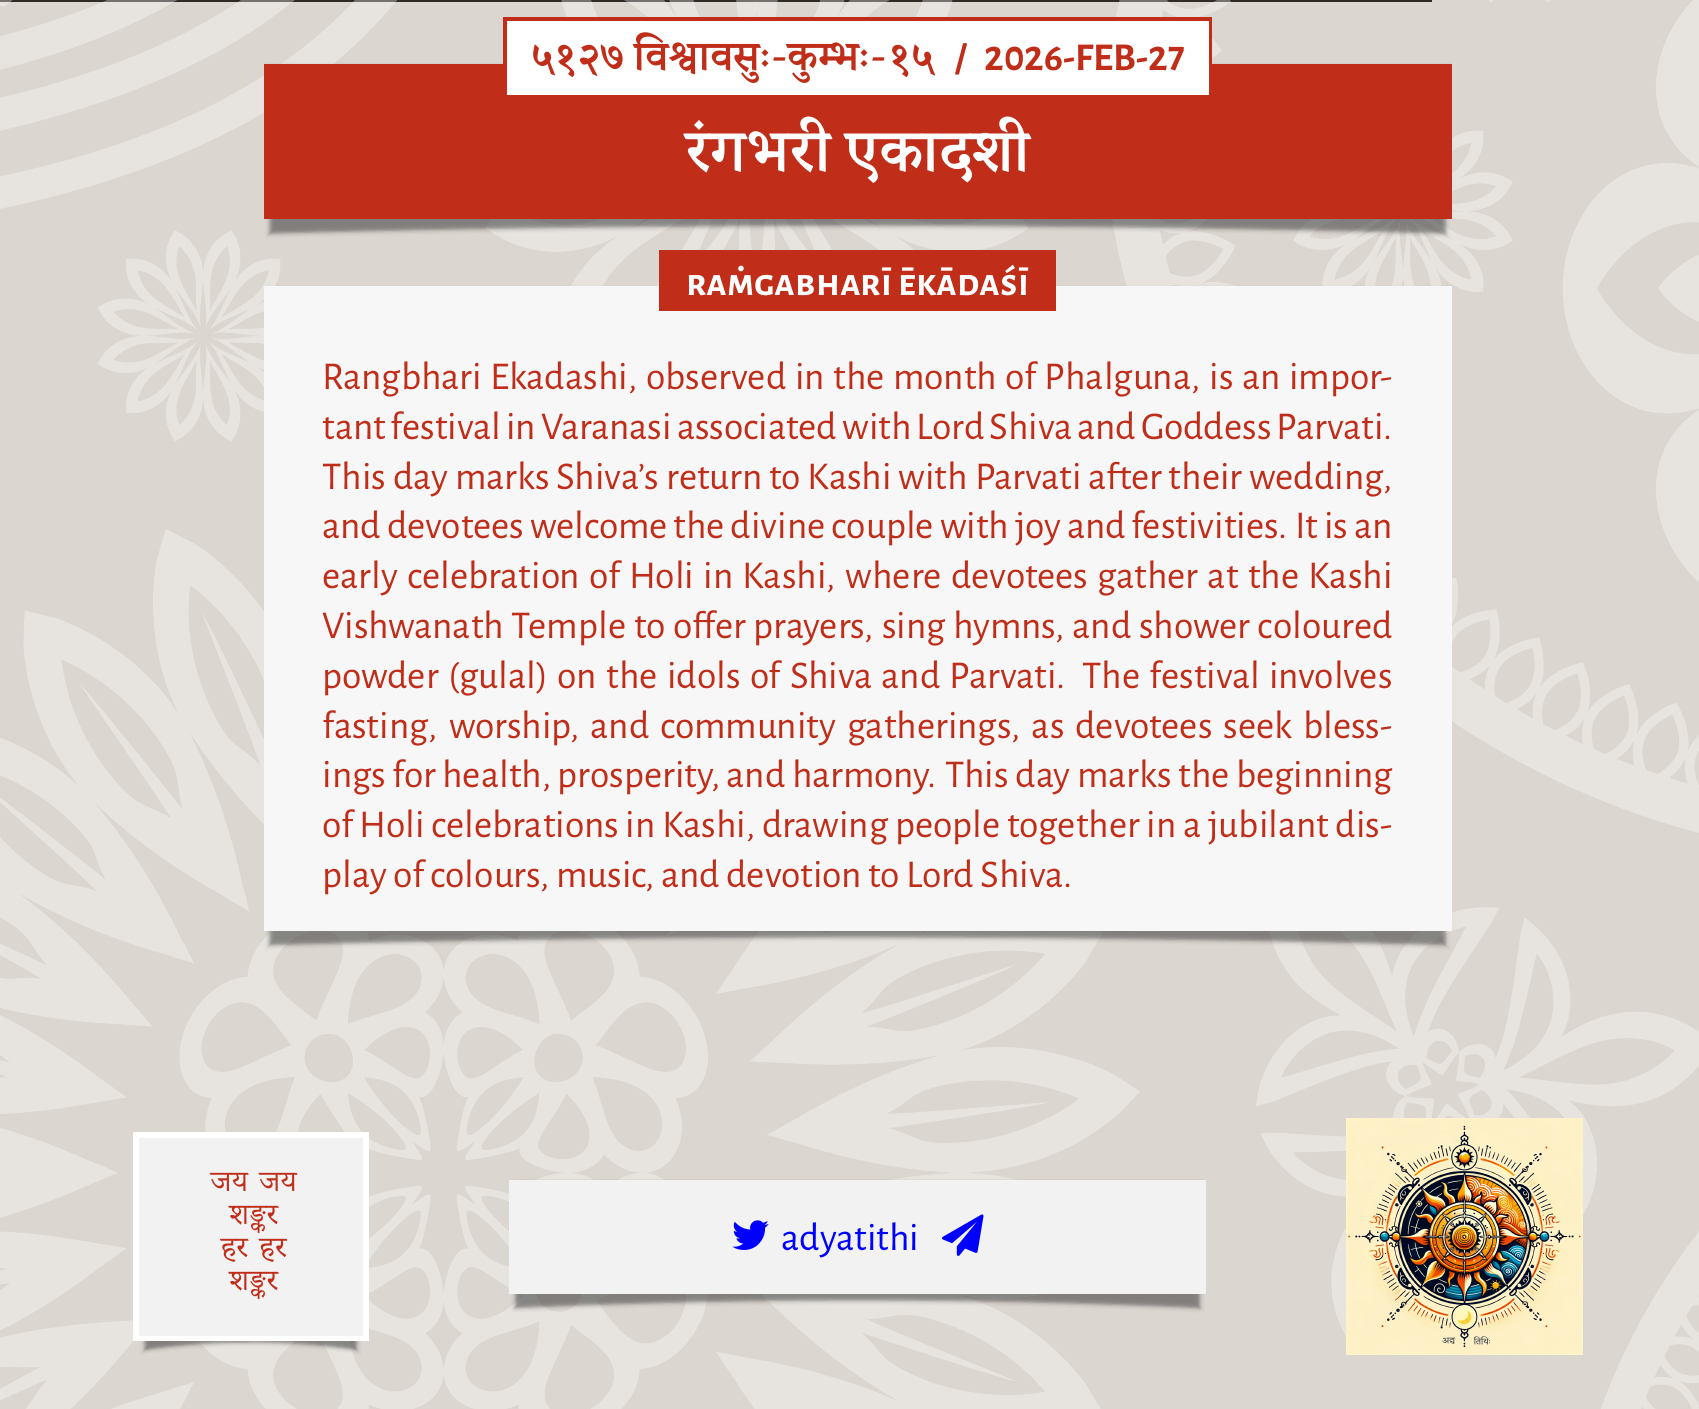 ५१२७ विश्वावसुः-कुम्भः-१५ / 2026-FEB-27
रंगभरी एकादशी
RAṀGABHARĪ ĒKĀDAŚĪ
Rangbhari Ekadashi, observed in the month of Phalguna, is an impor-
tant festival in Varanasi associated with Lord Shiva and Goddess Parvati.
This day marks Shiva’s return to Kashi with Parvati after their wedding,
and devotees welcome the divine couple with joy and festivities. It is an
early celebration of Holi in Kashi, where devotees gather at the Kashi
Vishwanath Temple to offer prayers, sing hymns, and shower coloured
powder (gulal) on the idols of Shiva and Parvati. The festival involves
fasting, worship, and community gatherings, as devotees seek bless-
ings for health, prosperity, and harmony. This day marks the beginning
of Holi celebrations in Kashi, drawing people together in a jubilant dis-
play of colours, music, and devotion to Lord Shiva.
जय जय
शङ्कर
हर हर
शङ्कर
adyatithi
अद्य तिथिः